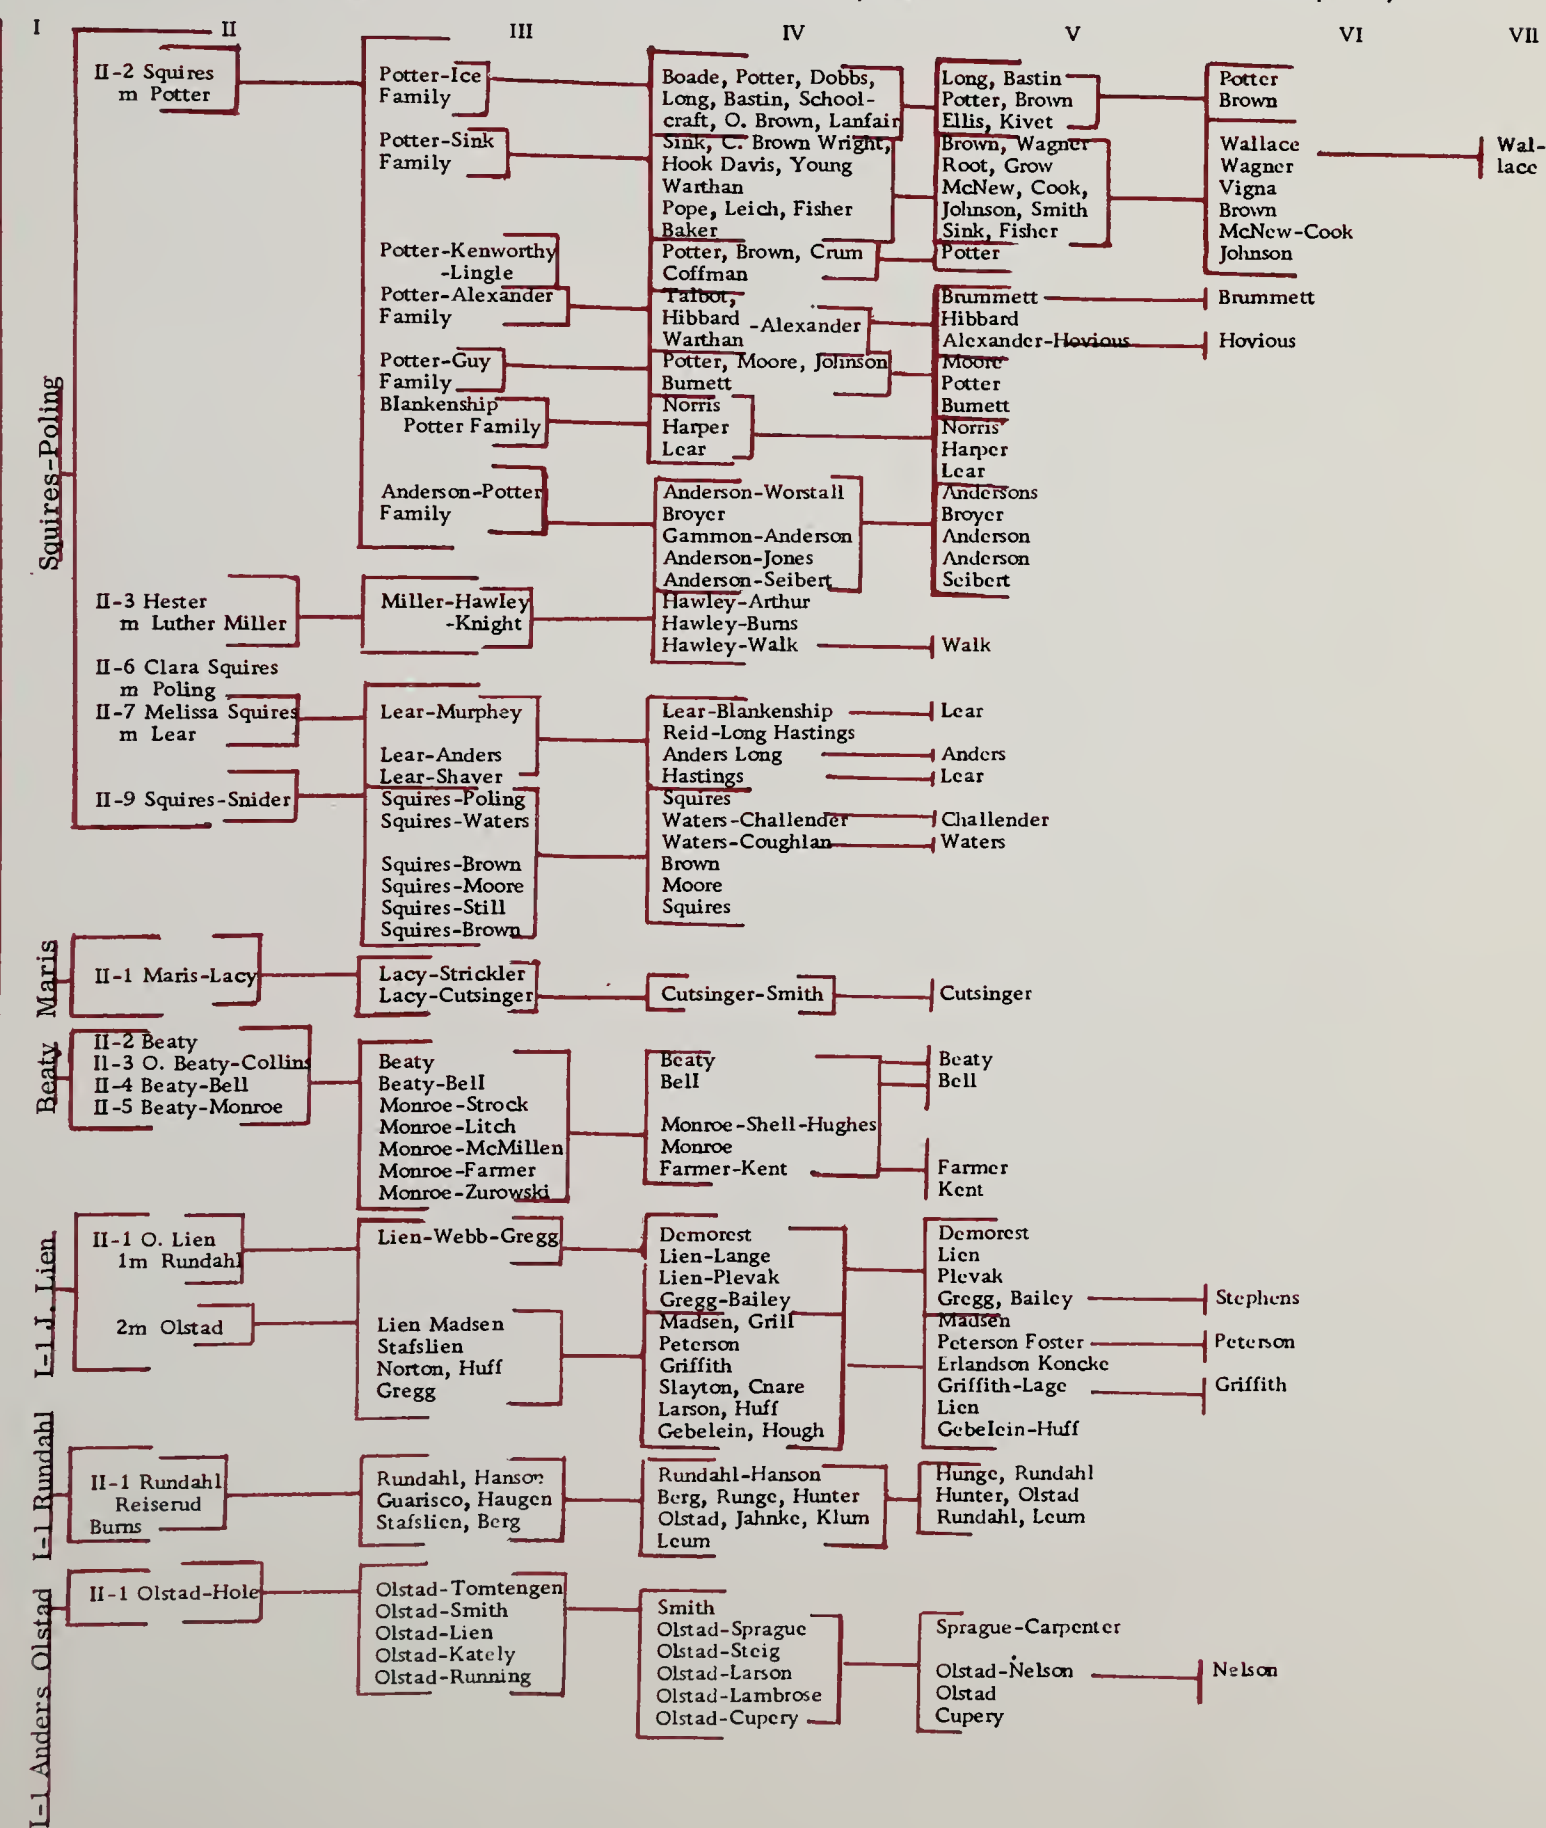 I II III IV V VI VII
Squires-Poling
II-2 Squires
m Potter
II-3 Hester
m Luther Miller
II-6 Clara Squires
m Poling
II-7 Melissa Squires
m Lear
II-9 Squires-Snider
Potter-Ice
Family
Potter-Sink
Family
Potter-Kenworthy
-Lingle
Potter-Alexander
Family
Potter-Guy
Family
Blankenship
Potter Family
Anderson-Potter
Family
Miller-Hawley
-Knight
Lear-Murphey
Lear-Anders
Lear-Shaver
Squires-Poling
Squires-Waters
Squires-Brown
Squires-Moore
Squires-Still
Squires-Brown
Boade, Potter, Dobbs,
Long, Bastin, School-
craft, O. Brown, Lanfair
Sink, C. Brown Wright,
Hook Davis, Young
Warthan
Pope, Leich, Fisher
Baker
Potter, Brown, Crum
Coffman
Talbot,
Hibbard -Alexander
Warthan
Potter, Moore, Johnson
Burnett
Norris
Harper
Lear
Anderson-Worstall
Broyer
Gammon-Anderson
Anderson-Jones
Anderson-Seibert
Hawley-Arthur
Hawley-Burns
Hawley-Walk
Lear-Blankenship
Reid-Long Hastings
Anders Long
Hastings
Squires
Waters-Challender
Waters-Coughlan
Brown
Moore
Squires
Long, Bastin
Potter, Brown
Ellis, Kivet
Brown, Wagner
Root, Grow
McNew, Cook,
Johnson, Smith
Sink, Fisher
Potter
Brummett
Hibbard
Alexander-Hovious
Moore
Potter
Burnett
Norris
Harper
Lear
Andersons
Broyer
Anderson
Anderson
Seibert
Walk
Lear
Anders
Lear
Challender
Waters
Potter
Brown
Wallace
Wagner
Vigna
Brown
McNew-Cook
Johnson
Brummett
Hovious
Wal-
lace
Maris
II-1 Maris-Lacy
Lacy-Strickler
Lacy-Cutsinger
Cutsinger-Smith
Cutsinger
Beaty
II-2 Beaty
II-3 O. Beaty-Collins
II-4 Beaty-Bell
II-5 Beaty-Monroe
Beaty
Beaty-Bell
Monroe-Strock
Monroe-Litch
Monroe-McMillen
Monroe-Farmer
Monroe-Zurowski
Beaty
Bell
Monroe-Shell-Hughes
Monroe
Farmer-Kent
Beaty
Bell
Farmer
Kent
I-1 J. Lien
II-1 O. Lien
1m Rundahl
2m Olstad
Lien-Webb-Gregg
Lien Madsen
Stafslien
Norton, Huff
Gregg
Demorest
Lien-Lange
Lien-Plevak
Gregg-Bailey
Madsen, Grill
Peterson
Griffith
Slayton, Cnare
Larson, Huff
Gebelein, Hough
Demorest
Lien
Plevak
Gregg, Bailey
Madsen
Peterson Foster
Erlandson Koncke
Griffith-Lage
Lien
Gebelein-Huff
Stephens
Peterson
Griffith
I-1 Rundahl
II-1 Rundahl
Reiserud
Burns
Rundahl, Hanson
Guarisco, Haugen
Stafslien, Berg
Rundahl-Hanson
Berg, Runge, Hunter
Olstad, Jahnke, Klum
Leum
Hunge, Rundahl
Hunter, Olstad
Rundahl, Leum
I-1 Anders Olstad
II-1 Olstad-Hole
Olstad-Tomtengen
Olstad-Smith
Olstad-Lien
Olstad-Kately
Olstad-Running
Smith
Olstad-Sprague
Olstad-Steig
Olstad-Larson
Olstad-Lambrose
Olstad-Cupery
Sprague-Carpenter
Olstad-Nelson
Olstad
Cupery
Nelson